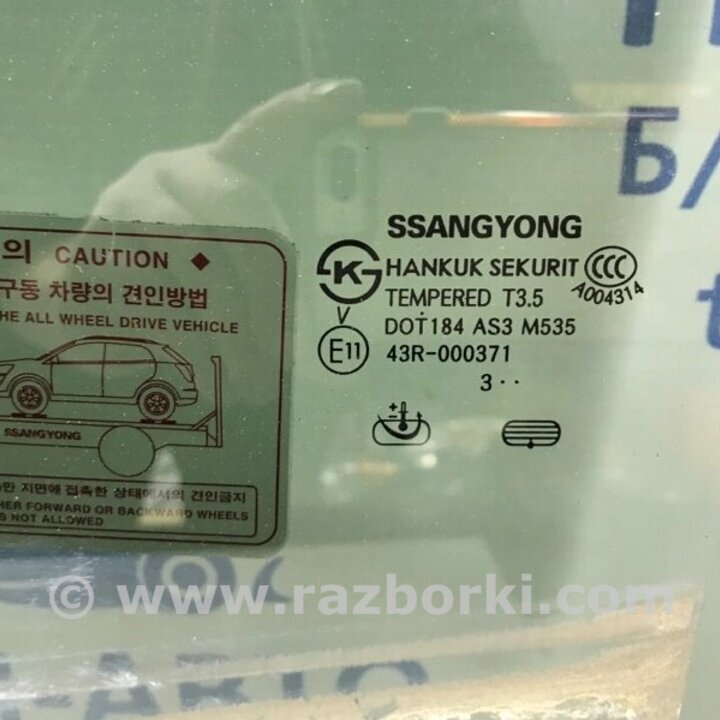 Б/
SSANGYONG
HANKUK SEKURIT CCC
A004314
TEMPERED T3.5
DOT184 AS3 M535
V
E11 43R-000371
3··
의 CAUTION ◆
구동 차량의 견인방법
HE ALL WHEEL DRIVE VEHICLE
SSANGYONG
지면에 접촉한 상태에서의 견인금지
HER FORWARD OR BACKWARD WHEELS
S NOT ALLOWED
© www.razborki.com
-АВТО